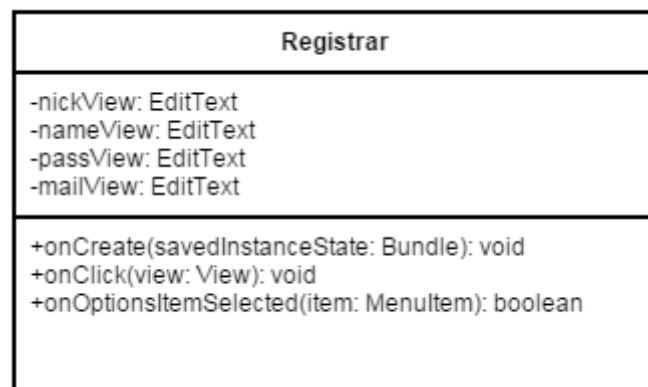 Registrar
-nickView: EditText
-nameView: EditText
-passView: EditText
-mailView: EditText
+onCreate(savedInstanceState: Bundle): void
+onClick(view: View): void
+onOptionsItemSelected(item: MenuItem): boolean